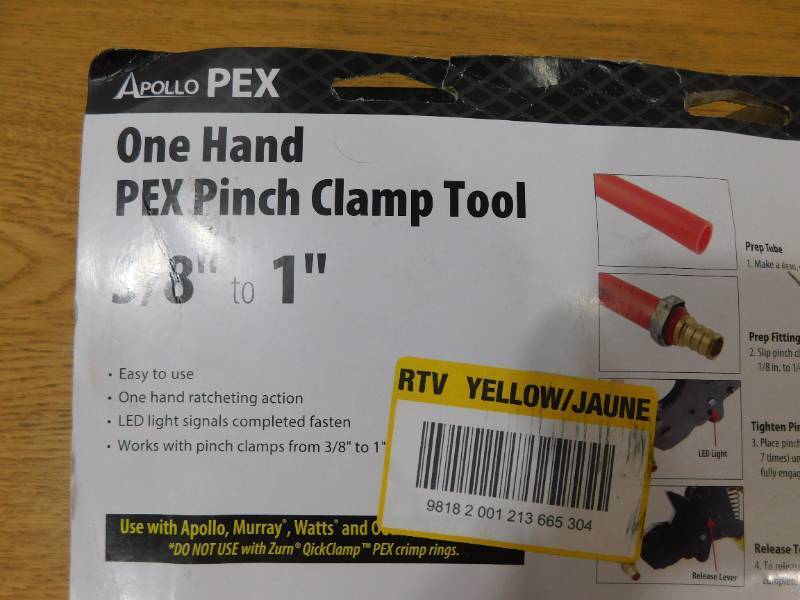 APOLLO PEX
One Hand
PEX Pinch Clamp Tool
3/8" to 1"
· Easy to use
· One hand ratcheting action
· LED light signals completed fasten
· Works with pinch clamps from 3/8" to 1"
Use with Apollo, Murray®, Watts® and
*DO NOT USE with Zurn® QickClamp™ PEX crimp rings.
RTV YELLOW/JAUNE
9818 2 001 213 665 304
Prep Tube
1. Make a
Prep Fitting
2. Slip pinch
1/8 in. to 1/4
LED Light
Tighten
3. Place pinch
7 times)
fully
Release Lever
Release
4. To